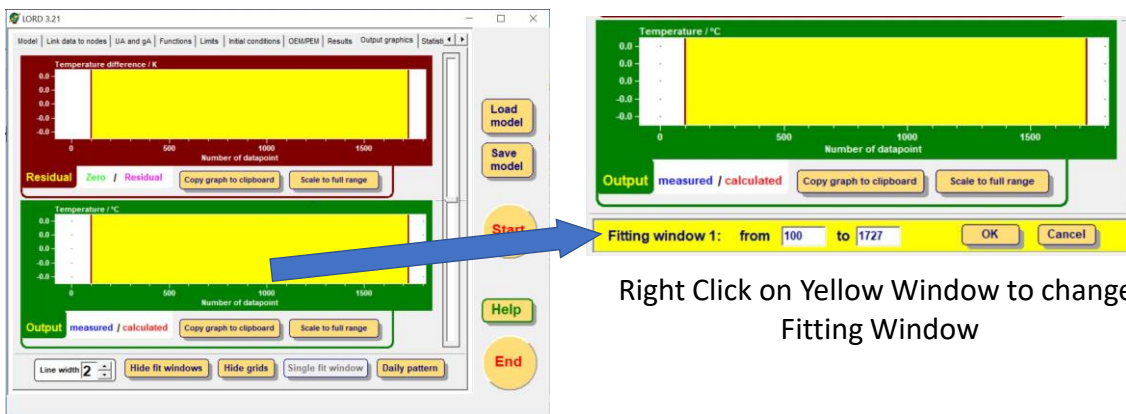 LORD 3.21
Model | Link data to nodes | UA and gA | Functions | Limits | Initial conditions | OEM/PEM | Results | Output graphics | Statisti
Temperature difference / K
0.0
0.0
0.0
-0.0
-0.0
0 500 1000 1500
Number of datapoint
Residual Zero / Residual Copy graph to clipboard Scale to full range
Temperature / °C
0.0
0.0
0.0
-0.0
-0.0
0 500 1000 1500
Number of datapoint
Output measured / calculated Copy graph to clipboard Scale to full range
Line width 2 Hide fit windows Hide grids Single fit window Daily pattern
Load
model
Save
model
Start
Help
End
Temperature / °C
0.0
0.0
0.0
-0.0
-0.0
0 500 1000 1500
Number of datapoint
Output measured / calculated Copy graph to clipboard Scale to full range
Fitting window 1: from 100 to 1727 OK Cancel
Right Click on Yellow Window to change
Fitting Window